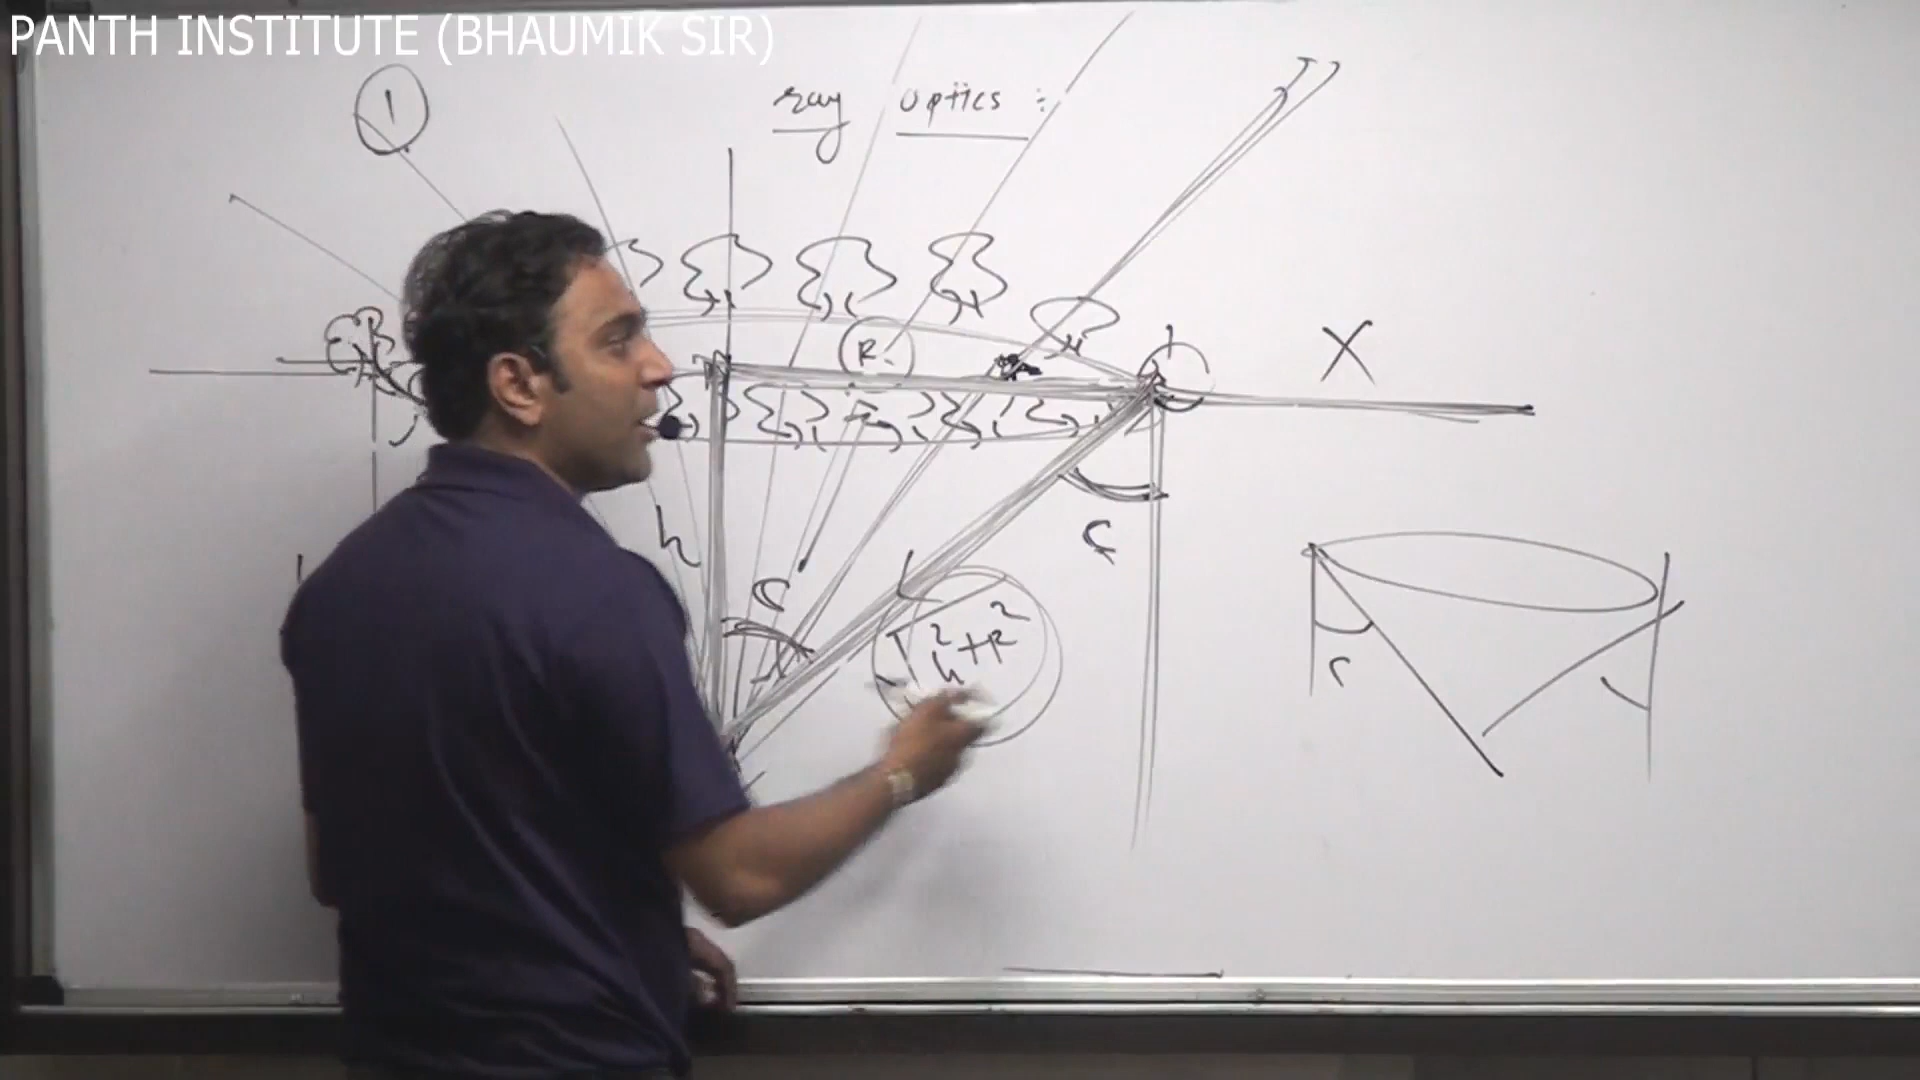 PANTH INSTITUTE (BHAUMIK SIR)
1
ray optics :
R
X
h
C
C
h²+R²
C